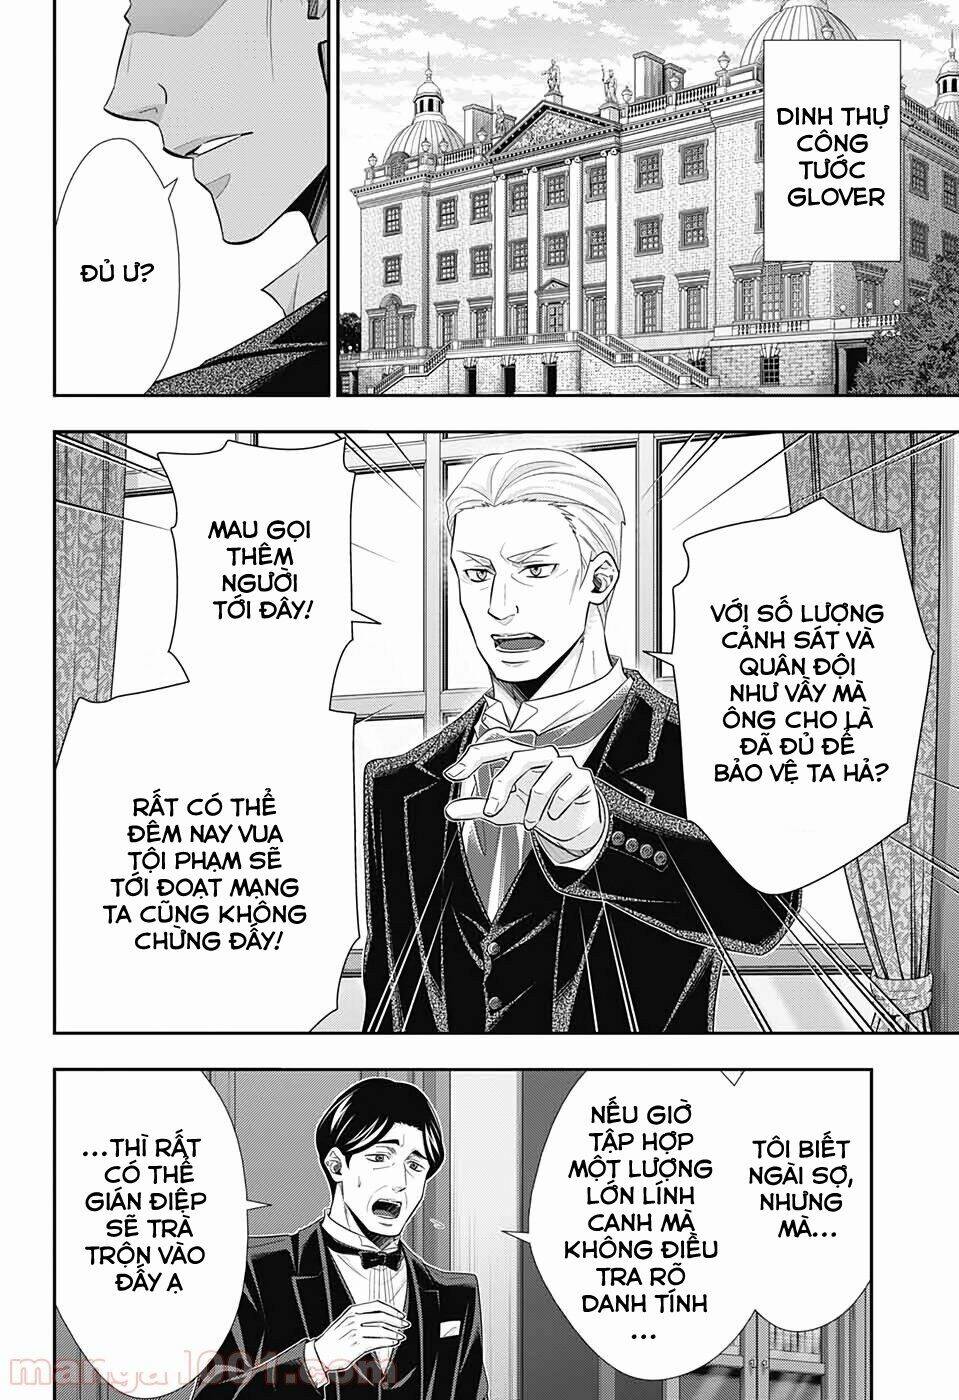 DINH THỰ
CÔNG
TƯỚC
GLOVER
ĐỦ Ư?
VỚI SỐ LƯỢNG
CẢNH SÁT VÀ
QUÂN ĐỘI
NHƯ VẦY MÀ
ÔNG CHO LÀ
ĐÃ ĐỦ ĐỂ
BẢO VỆ TA HẢ?
MAU GỌI
THÊM
NGƯỜI
TỚI ĐÂY!
RẤT CÓ THỂ
ĐÊM NAY VUA
TỘI PHẠM SẼ
TỚI ĐOẠT MẠNG
TA CŨNG KHÔNG
CHỪNG ĐẤY!
TÔI BIẾT
NGÀI SỢ,
NHƯNG
MÀ...
NẾU GIỜ
TẬP HỢP
MỘT LƯỢNG
LỚN LÍNH
CANH MÀ
KHÔNG ĐIỀU
TRA RÕ
DANH TÍNH
...
...THÌ RẤT
CÓ THỂ
GIÁN ĐIỆP
SẼ TRÀ
TRỘN VÀO
ĐẤY Ạ
manga1001.com